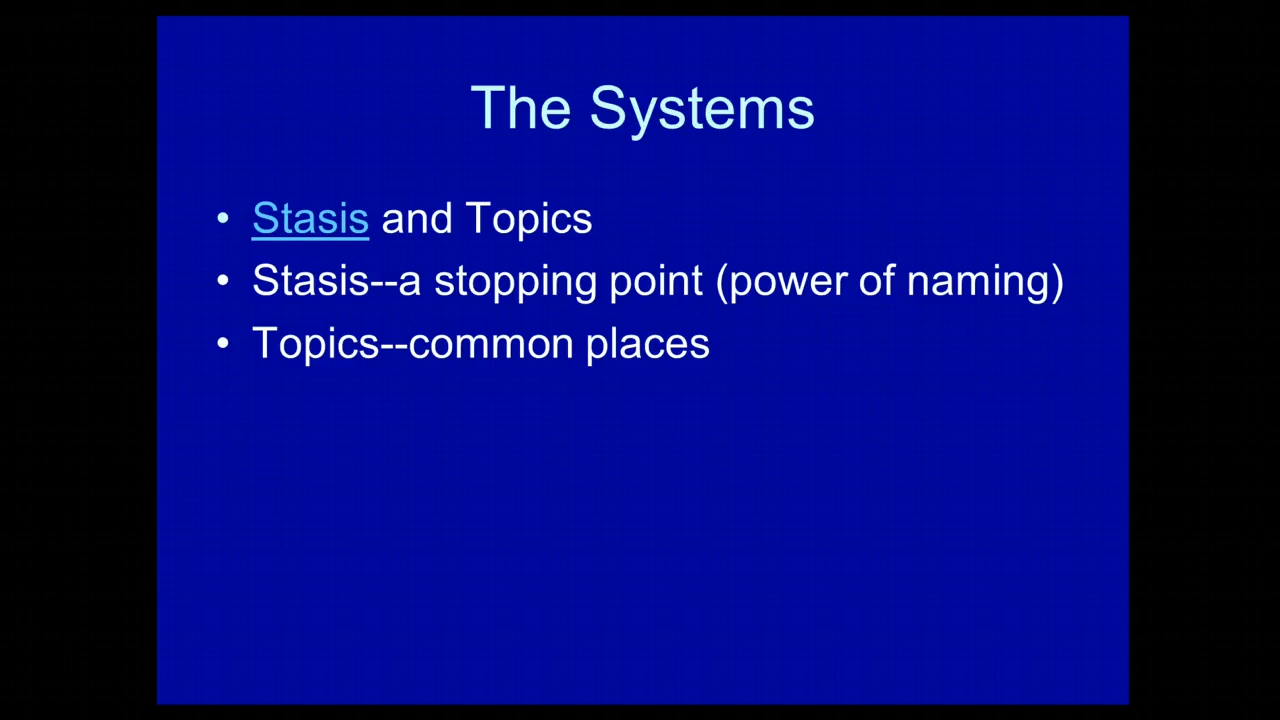 The Systems
• Stasis and Topics
• Stasis--a stopping point (power of naming)
• Topics--common places